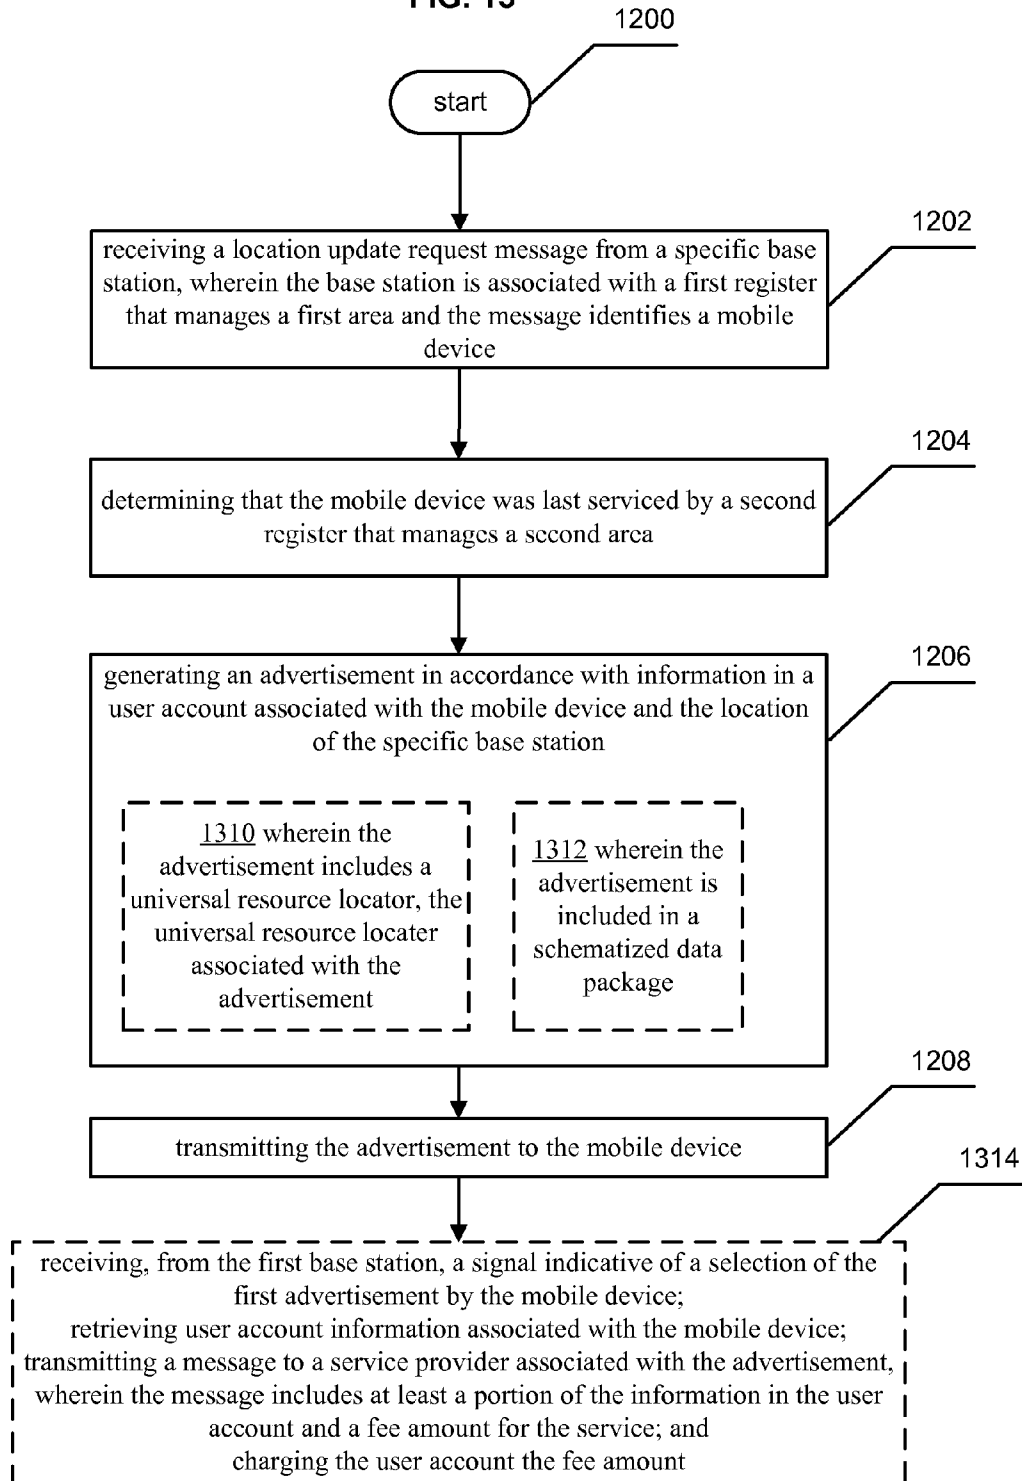 FIG. 13
1200
start
1202
receiving a location update request message from a specific base
station, wherein the base station is associated with a first register
that manages a first area and the message identifies a mobile
device
1204
determining that the mobile device was last serviced by a second
register that manages a second area
1206
generating an advertisement in accordance with information in a
user account associated with the mobile device and the location
of the specific base station
1310 wherein the
advertisement includes a
universal resource locator, the
universal resource locater
associated with the
advertisement
1312 wherein the
advertisement is
included in a
schematized data
package
1208
transmitting the advertisement to the mobile device
1314
receiving, from the first base station, a signal indicative of a selection of the
first advertisement by the mobile device;
retrieving user account information associated with the mobile device;
transmitting a message to a service provider associated with the advertisement,
wherein the message includes at least a portion of the information in the user
account and a fee amount for the service; and
charging the user account the fee amount